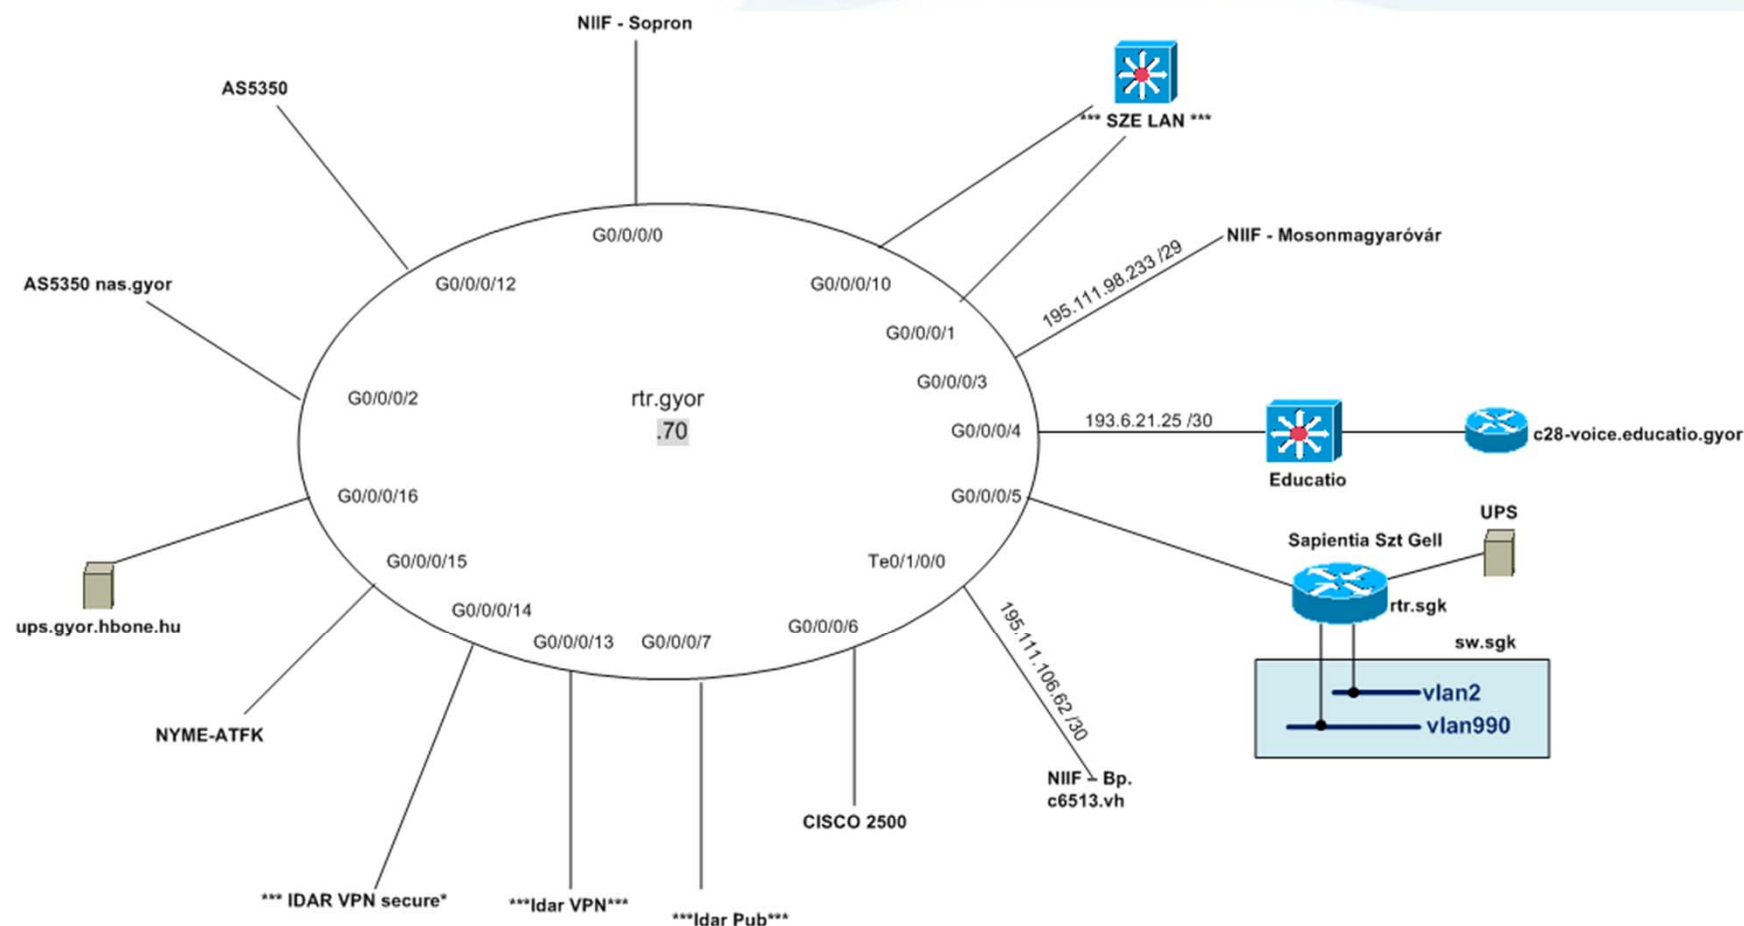 NIIF - Sopron
AS5350
*** SZE LAN ***
G0/0/0/0
NIIF - Mosonmagyaróvár
195.111.98.233 /29
AS5350 nas.gyor
G0/0/0/12
G0/0/0/10
G0/0/0/1
G0/0/0/3
G0/0/0/2
rtr.gyor
.70
G0/0/0/4
193.6.21.25 /30
c28-voice.educatio.gyor
Educatio
G0/0/0/16
G0/0/0/5
UPS
Sapientia Szt Gell
G0/0/0/15
Te0/1/0/0
rtr.sgk
G0/0/0/14
ups.gyor.hbone.hu
G0/0/0/13
G0/0/0/7
G0/0/0/6
195.111.106.62 /30
sw.sgk
vlan2
vlan990
NYME-ATFK
NIIF – Bp.
c6513.vh
CISCO 2500
*** IDAR VPN secure*
***Idar VPN***
***Idar Pub***